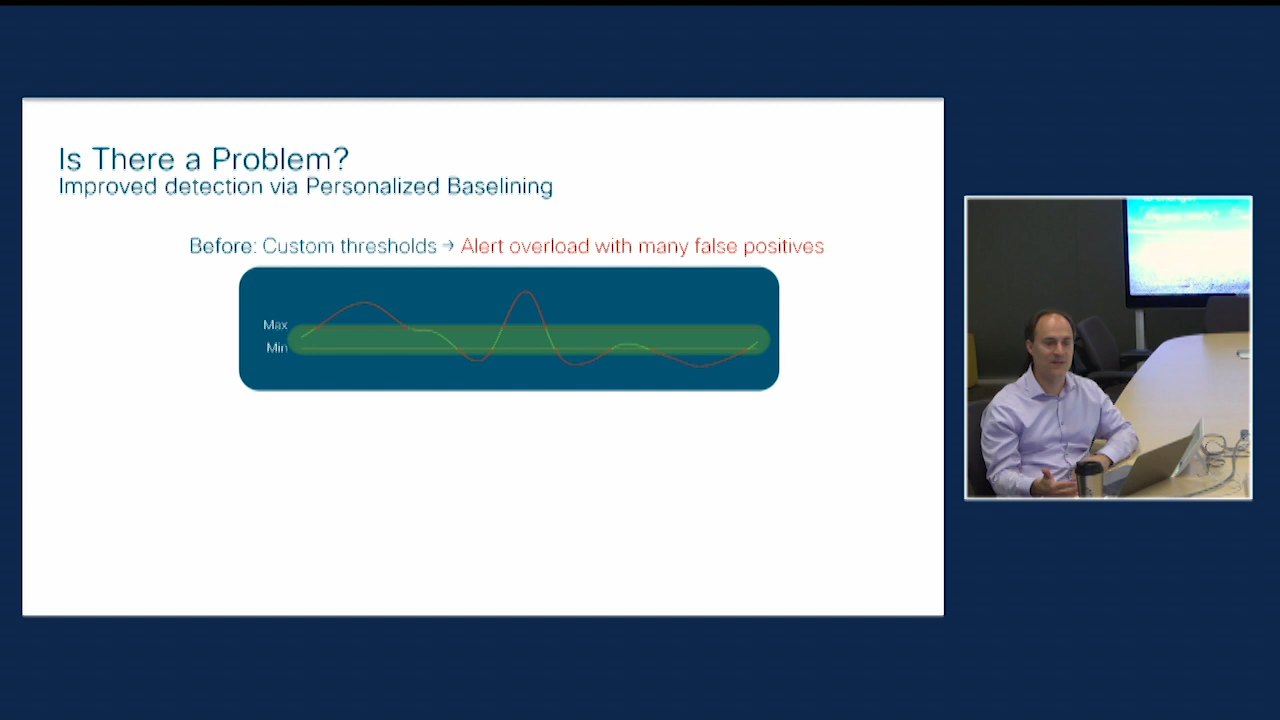 Is There a Problem?
Improved detection via Personalized Baselining
Before: Custom thresholds → Alert overload with many false positives
Max
Min